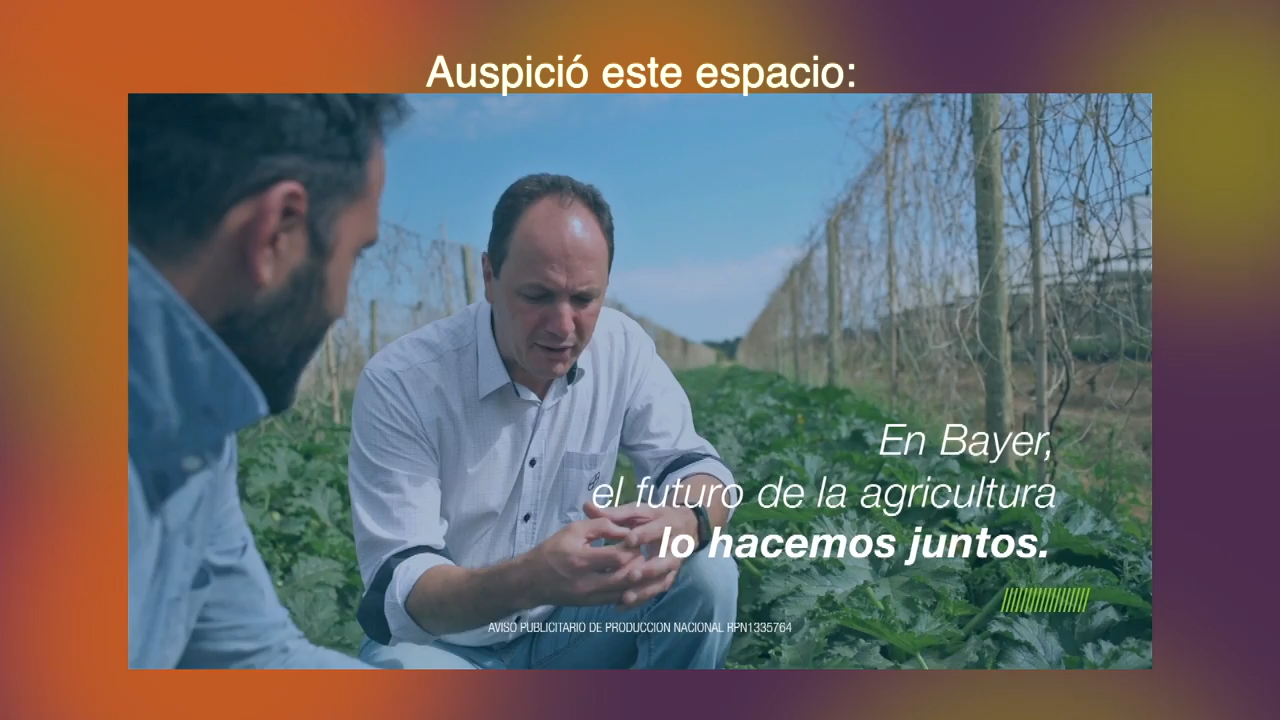 Auspició este espacio:
En Bayer,
el futuro de la agricultura
lo hacemos juntos.
AVISO PUBLICITARIO DE PRODUCCION NACIONAL RPN1335764